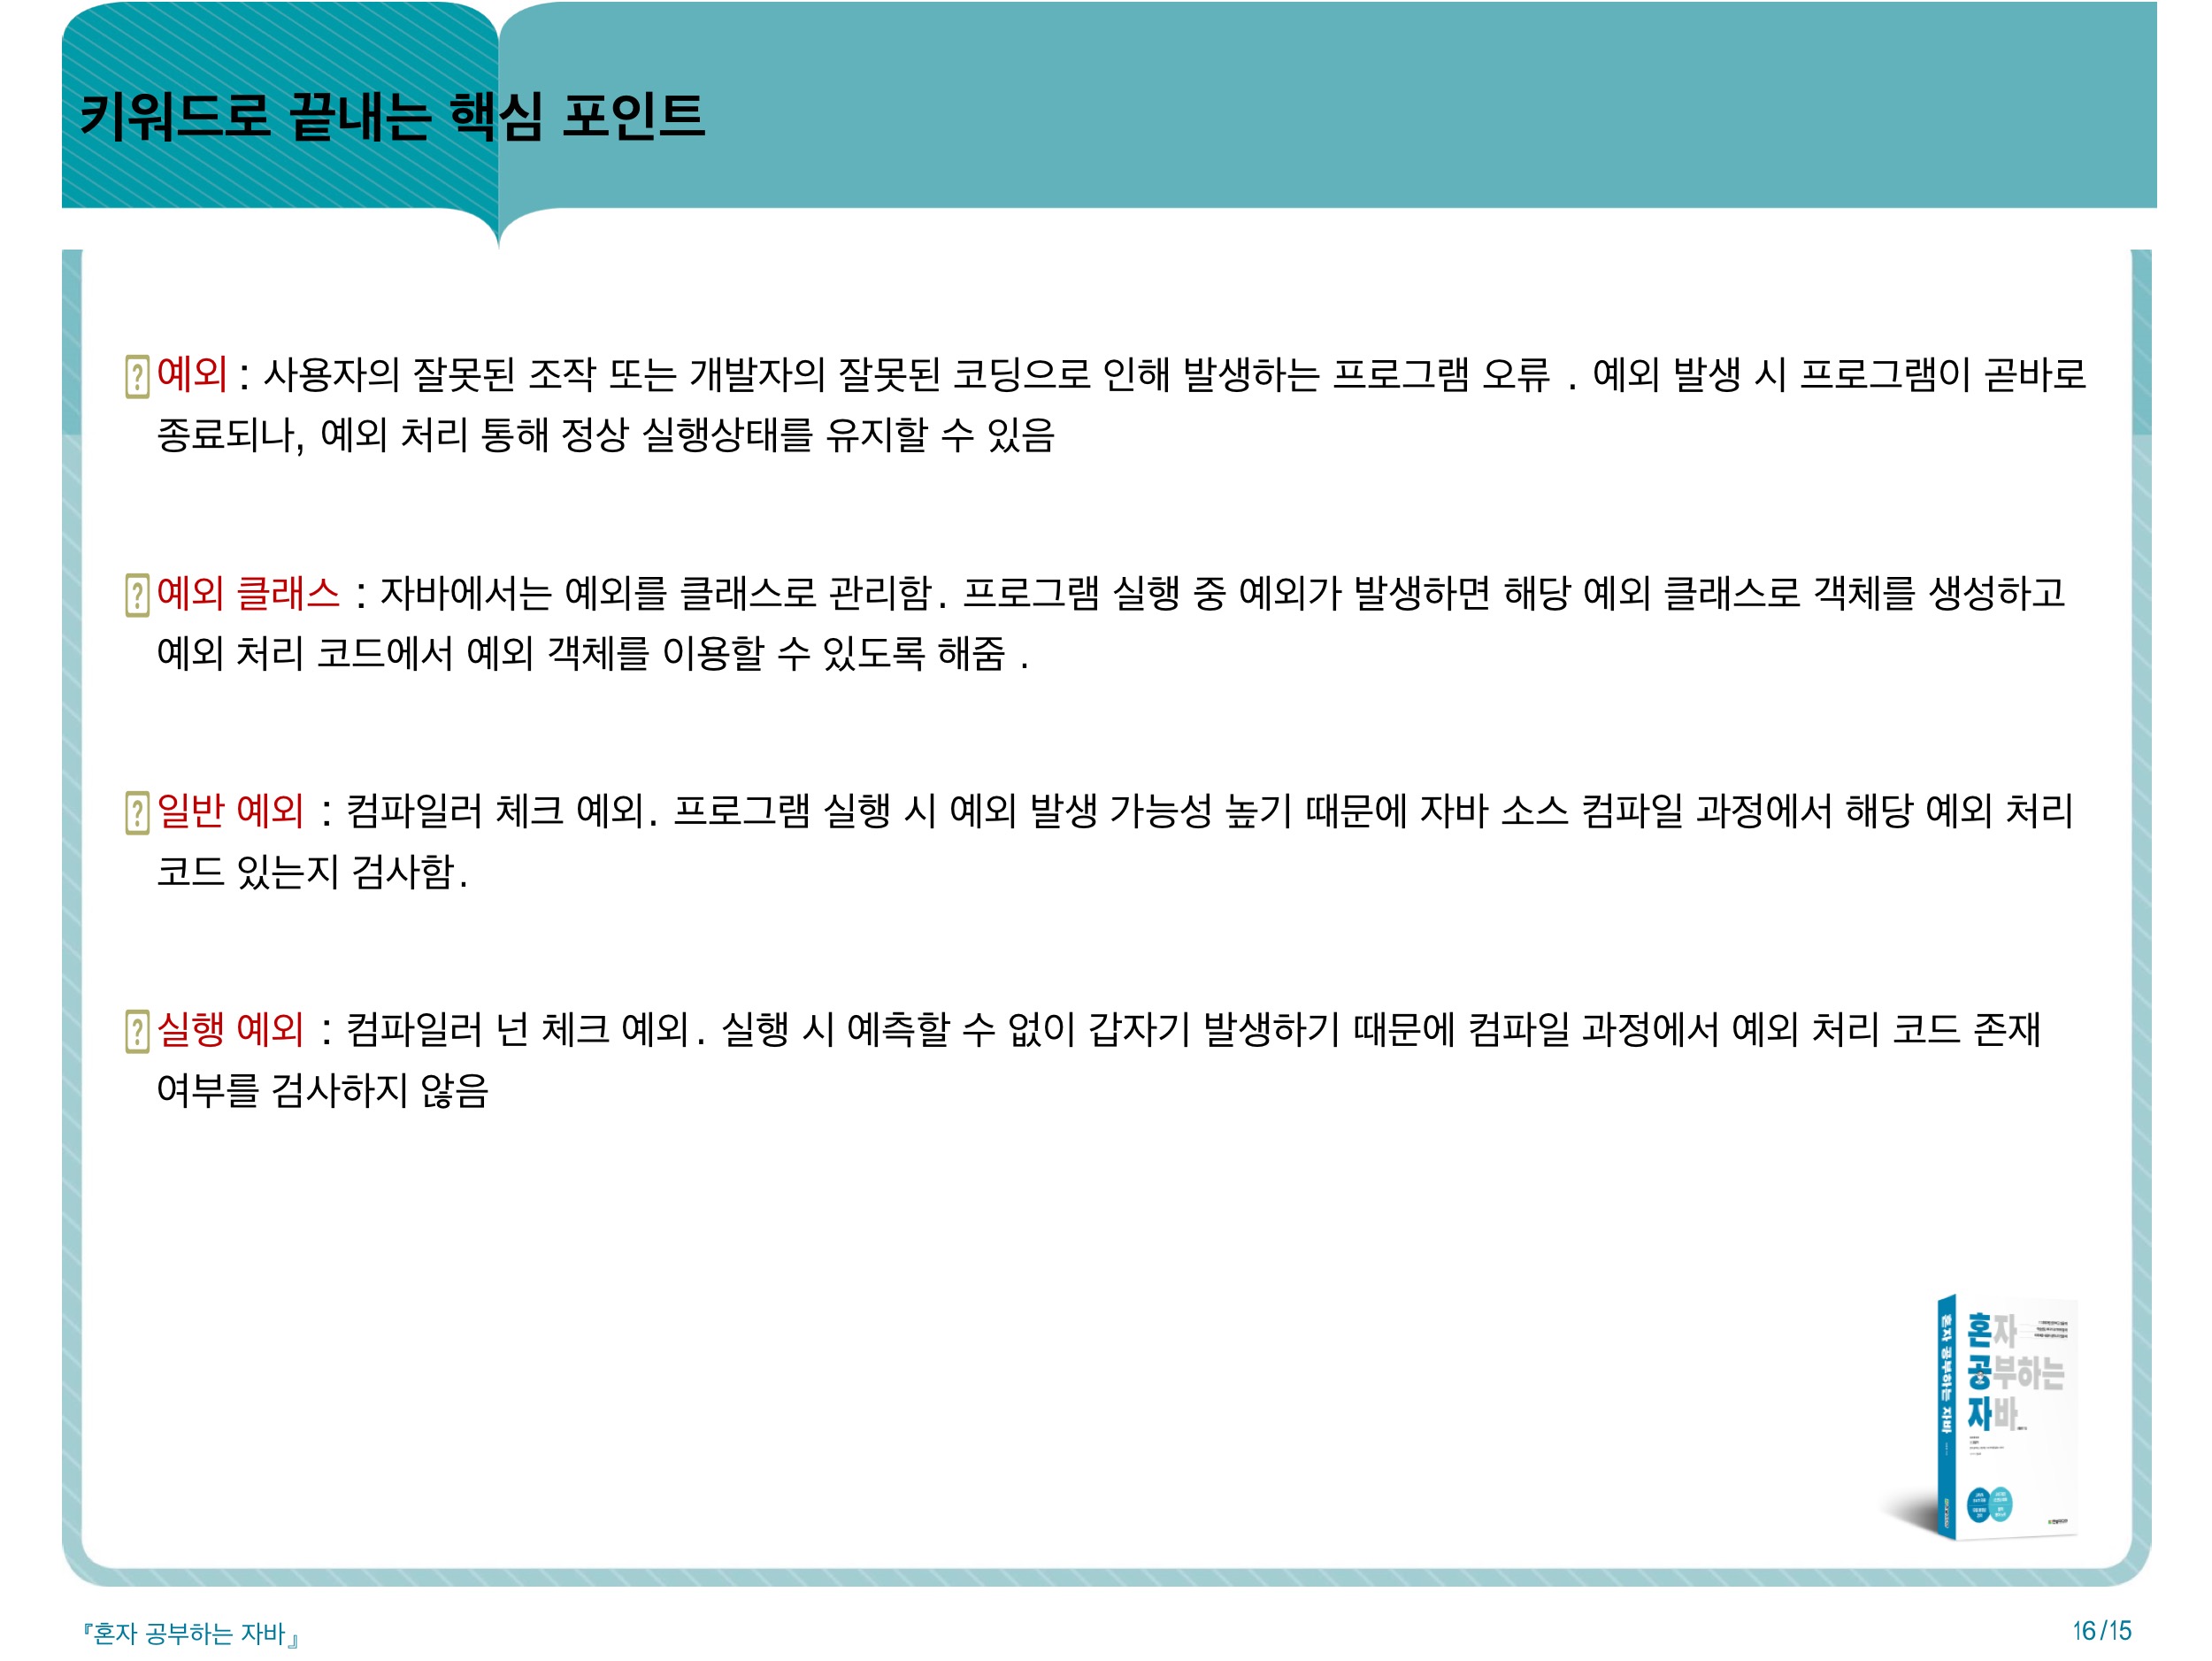 키워드로 끝내는 핵심 포인트
예외 : 사용자의 잘못된 조작 또는 개발자의 잘못된 코딩으로 인해 발생하는 프로그램 오류 . 예외 발생 시 프로그램이 곧바로
종료되나, 예외 처리 통해 정상 실행상태를 유지할 수 있음
예외 클래스 : 자바에서는 예외를 클래스로 관리함. 프로그램 실행 중 예외가 발생하면 해당 예외 클래스로 객체를 생성하고
예외 처리 코드에서 예외 객체를 이용할 수 있도록 해줌 .
일반 예외 : 컴파일러 체크 예외. 프로그램 실행 시 예외 발생 가능성 높기 때문에 자바 소스 컴파일 과정에서 해당 예외 처리
코드 있는지 검사함.
실행 예외 : 컴파일러 넌 체크 예외. 실행 시 예측할 수 없이 갑자기 발생하기 때문에 컴파일 과정에서 예외 처리 코드 존재
여부를 검사하지 않음
혼자 공부하는 자바
혼자
공부하는
자바
『혼자 공부하는 자바』
16/15